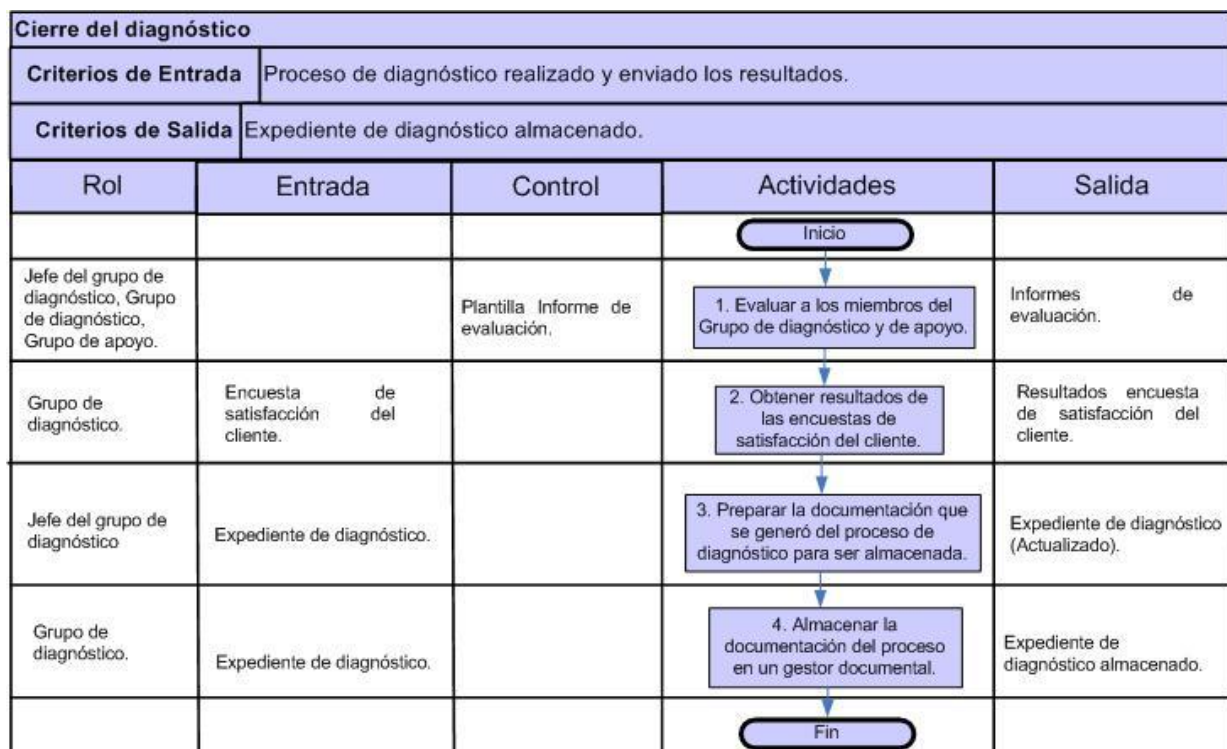 Cierre del diagnóstico
Criterios de Entrada
Proceso de diagnóstico realizado y enviado los resultados.
Criterios de Salida
Expediente de diagnóstico almacenado.
Rol
Entrada
Control
Actividades
Salida
Inicio
Jefe del grupo de
diagnóstico, Grupo
de diagnóstico,
Grupo de apoyo.
Plantilla Informe de
evaluación.
1. Evaluar a los miembros del
Grupo de diagnóstico y de apoyo.
Informes de
evaluación.
Grupo de
diagnóstico.
Encuesta de
satisfacción del
cliente.
2. Obtener resultados de
las encuestas de
satisfacción del cliente.
Resultados encuesta
de satisfacción del
cliente.
Jefe del grupo de
diagnóstico
Expediente de diagnóstico.
3. Preparar la documentación que
se generó del proceso de
diagnóstico para ser almacenada.
Expediente de diagnóstico
(Actualizado).
Grupo de
diagnóstico.
Expediente de diagnóstico.
4. Almacenar la
documentación del proceso
en un gestor documental.
Expediente de
diagnóstico almacenado.
Fin